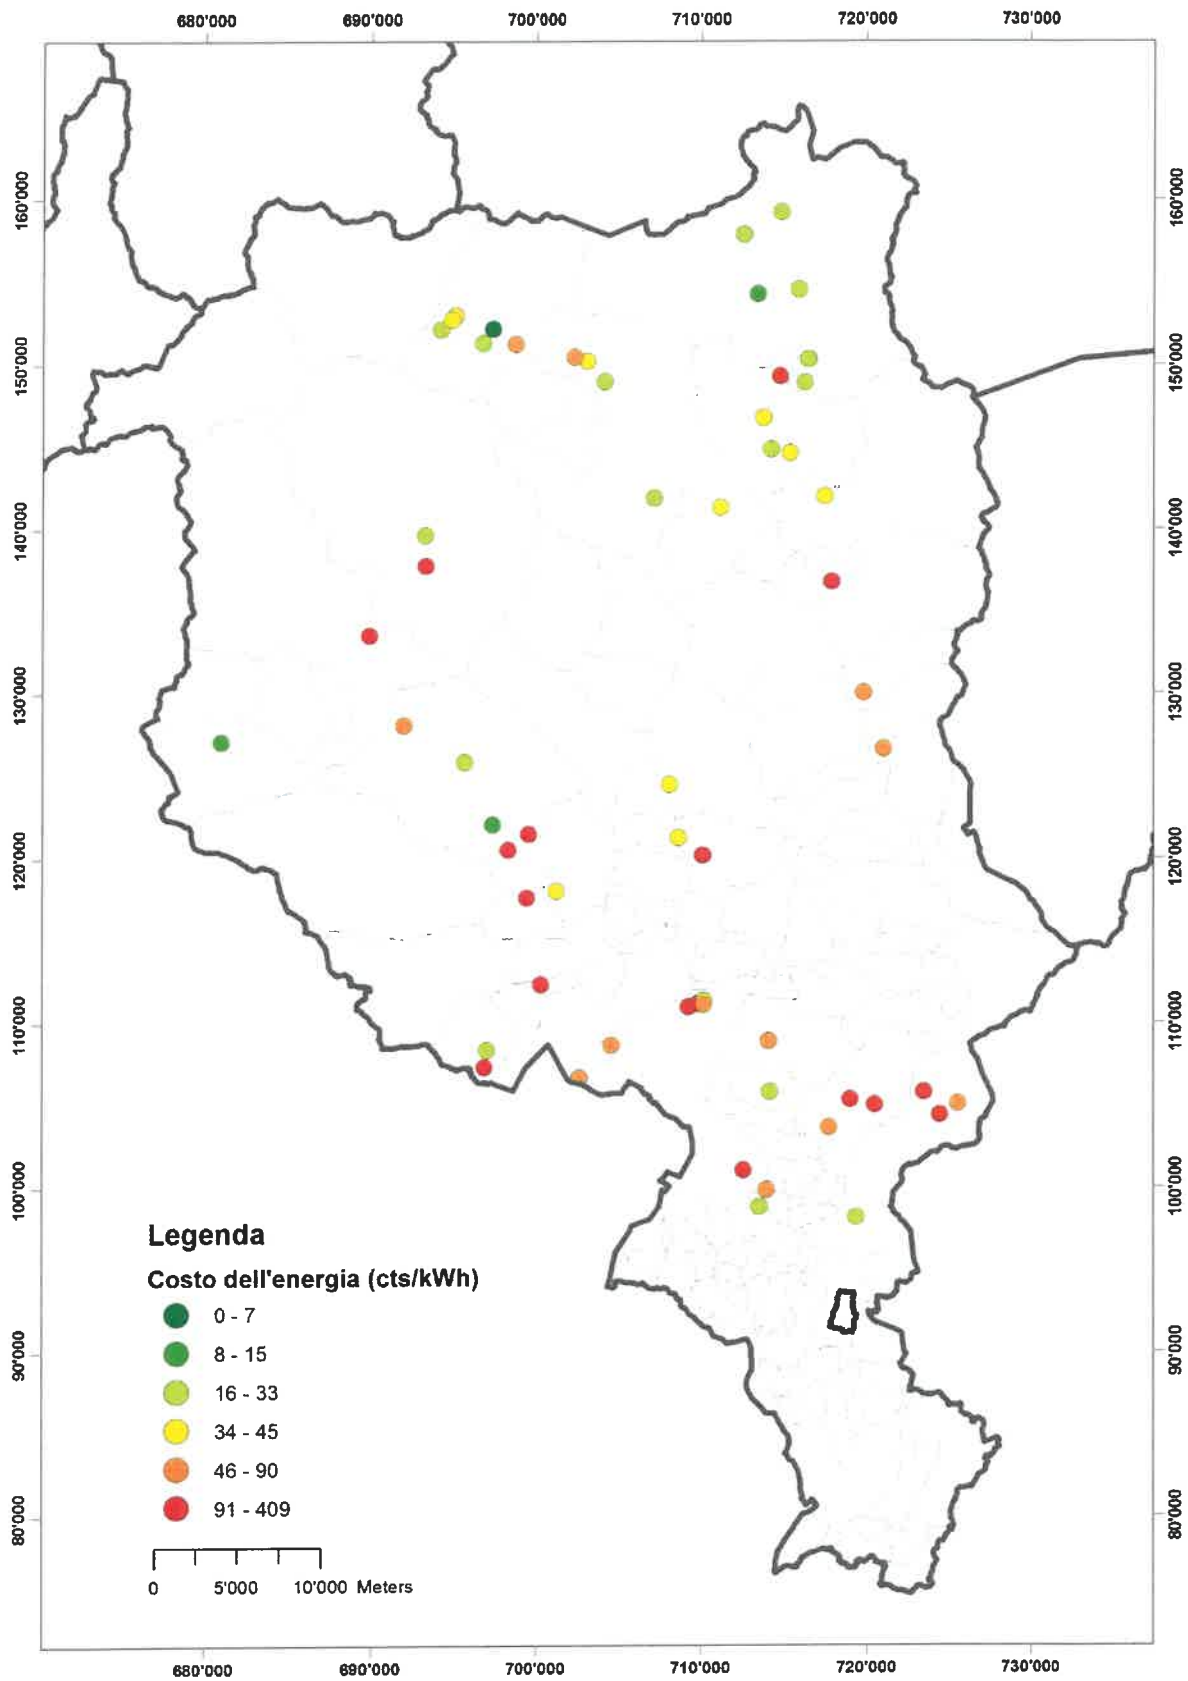 680'000 690'000 700'000 710'000 720'000 730'000
160'000 160'000
150'000 150'000
140'000 140'000
130'000 130'000
120'000 120'000
110'000 110'000
100'000 100'000
Legenda
Costo dell'energia (cts/kWh)
0 - 7
8 - 15
90'000 90'000
16 - 33
34 - 45
46 - 90
91 - 409
80'000 80'000
0 5'000 10'000 Meters
680'000 690'000 700'000 710'000 720'000 730'000